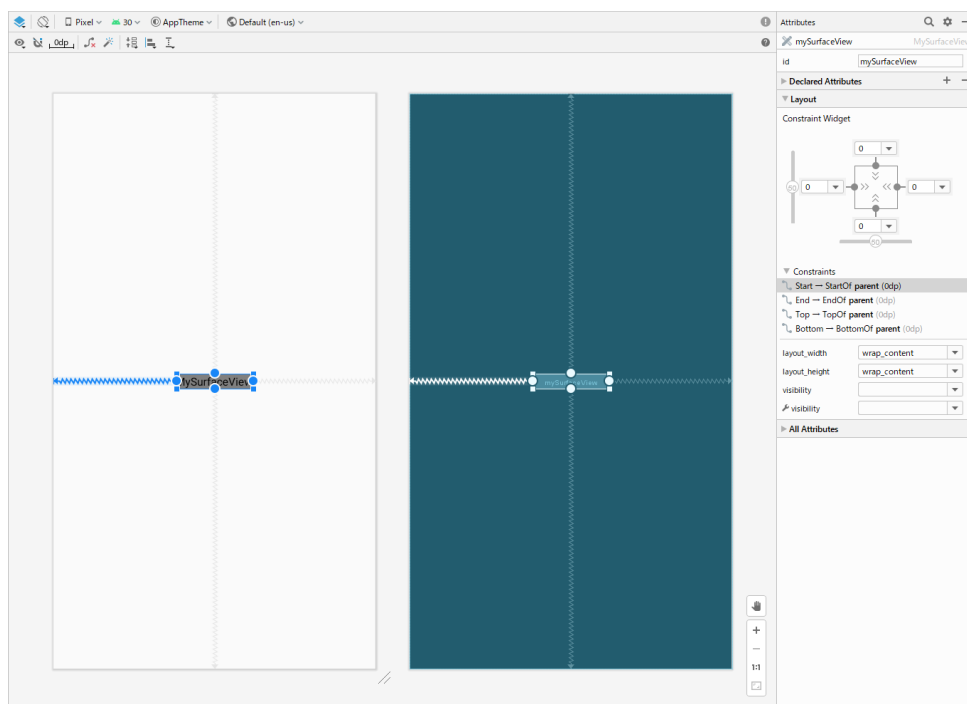 Pixel 30 AppTheme Default (en-us)
0dp
MySurfaceView
mySurfaceView
1:1
Attributes
mySurfaceView MySurfaceView
id mySurfaceView
Declared Attributes
Layout
Constraint Widget
0
50 0 0
0
50
Constraints
Start → StartOf parent (0dp)
End → EndOf parent (0dp)
Top → TopOf parent (0dp)
Bottom → BottomOf parent (0dp)
layout_width wrap_content
layout_height wrap_content
visibility
visibility
All Attributes